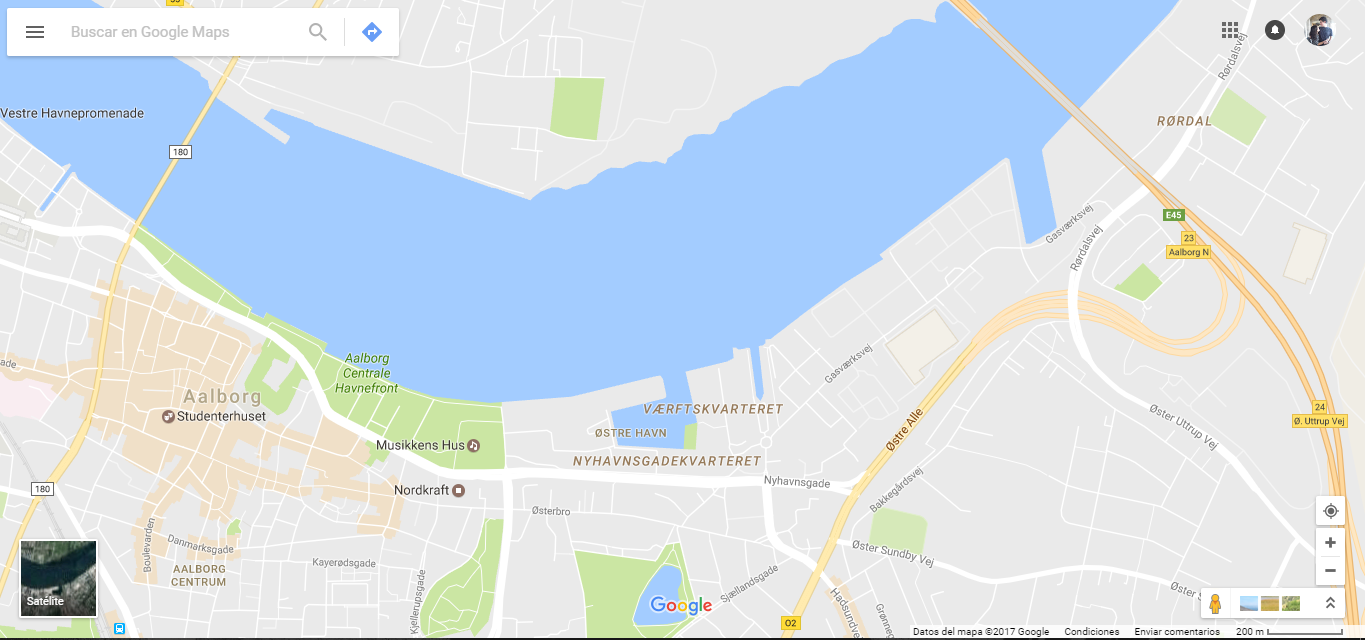 55
Buscar en Google Maps
Vestre Havnepromenade
180
Rørdalsvej
RØRDAL
E45
23
Aalborg N
Gasværksvej
Rørdalsvej
Aalborg
Centrale
Havnefront
Aalborg
Studenterhuset
Gasværksvej
VÆRFTSKVARTERET
ØSTRE HAVN
Østre Alle
Øster Uttrup Vej
24
Ø. Uttrup Vej
Musikkens Hus
NYHAVNSGADEKVARTERET
Nyhavnsgade
Nordkraft
180
Bakkegårdsvej
Østerbro
Boulevarden
Danmarksgade
Kayerødsgade
AALBORG
CENTRUM
Kjellerupsgade
Øster Sundby Vej
Sjællandsgade
Google
O2
Satélite
Datos del mapa ©2017 Google Condiciones Enviar comentarios 200 m